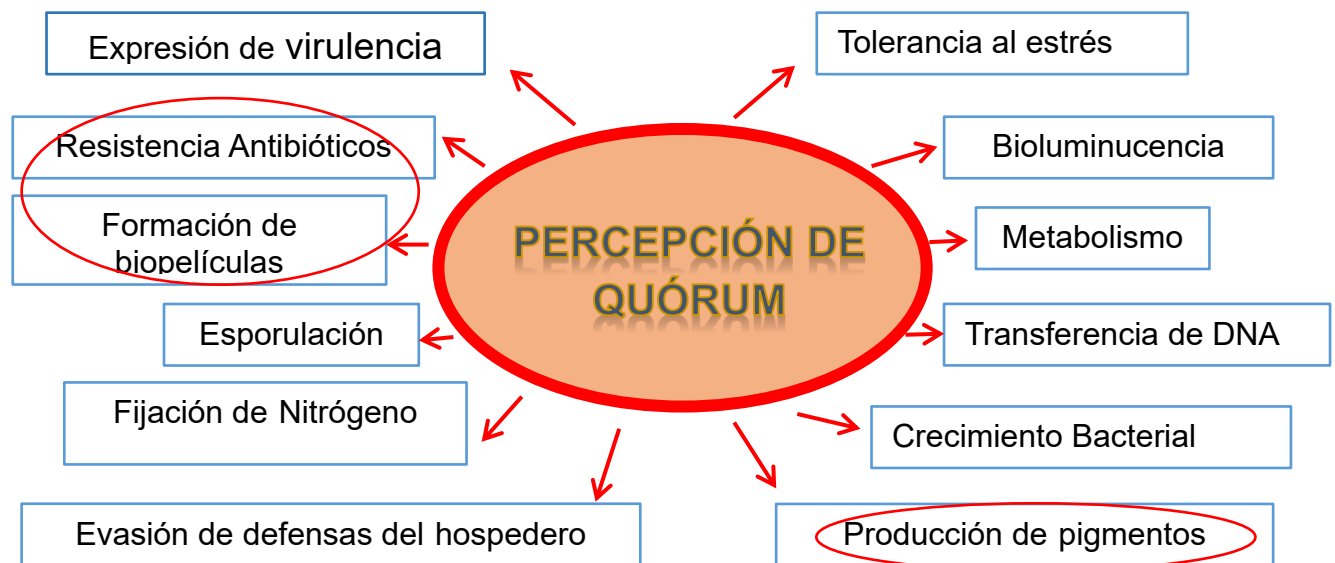 Expresión de virulencia
Tolerancia al estrés
Resistencia Antibióticos
Bioluminucencia
Formación de
biopelículas
PERCEPCIÓN DE
QUÓRUM
Metabolismo
Esporulación
Transferencia de DNA
Fijación de Nitrógeno
Crecimiento Bacterial
Evasión de defensas del hospedero
Producción de pigmentos